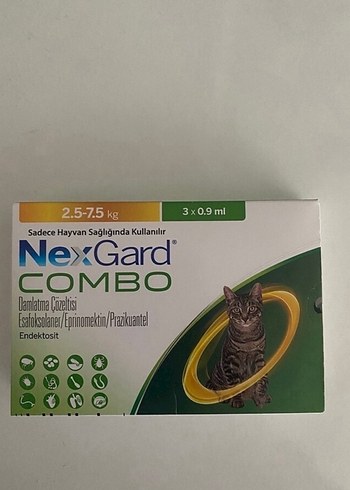 2.5-7.5 kg
3 x 0.9 ml
Sadece Hayvan Sağlığında Kullanılır
NexGard®
COMBO
Damlatma Çözeltisi
Esafoksolaner/Eprinomektin/Prazikuantel
Endektosit